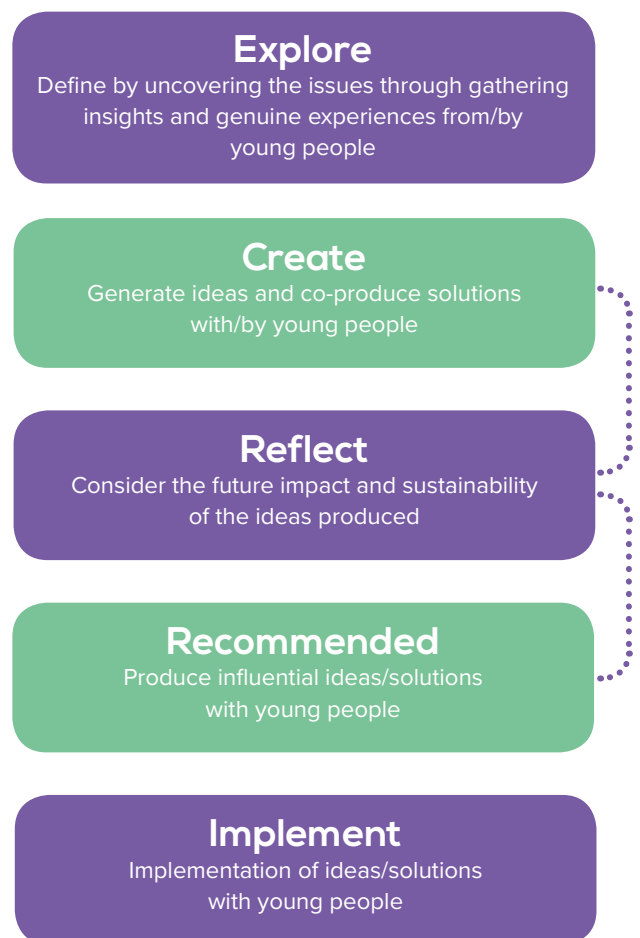 Explore
Define by uncovering the issues through gathering
insights and genuine experiences from/by
young people
Create
Generate ideas and co-produce solutions
with/by young people
Reflect
Consider the future impact and sustainability
of the ideas produced
Recommended
Produce influential ideas/solutions
with young people
Implement
Implementation of ideas/solutions
with young people